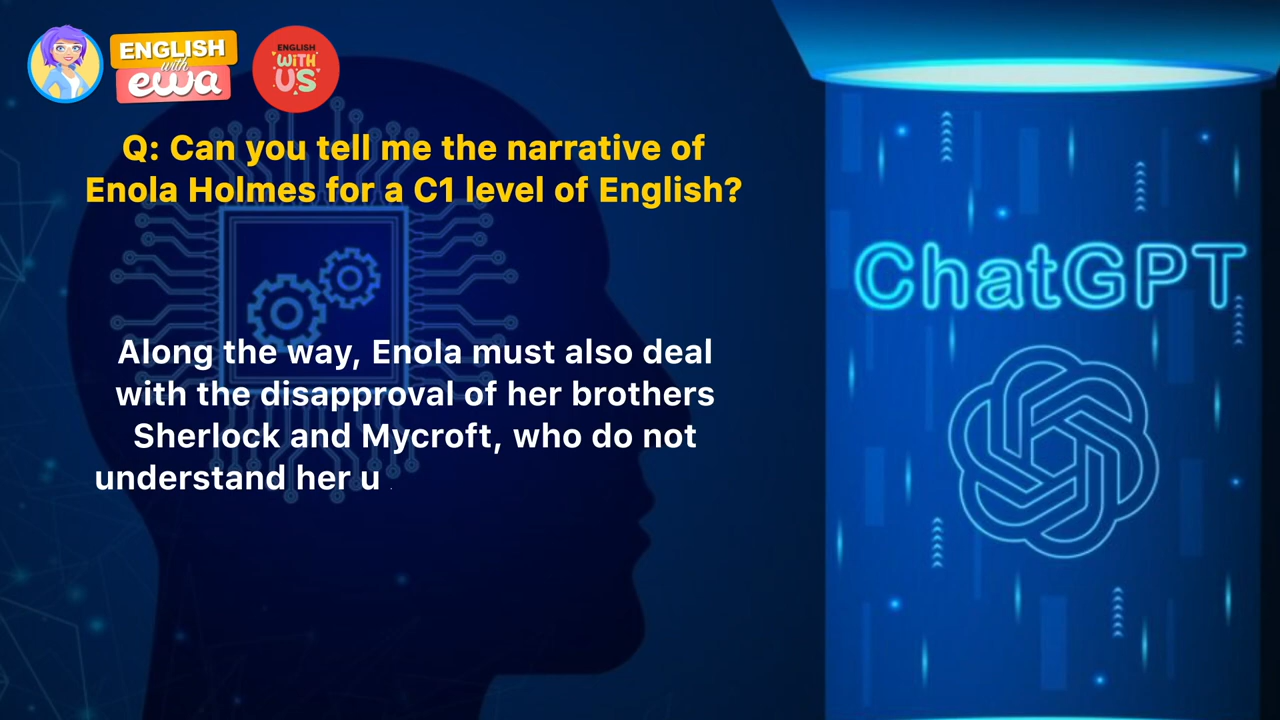 ENGLISH
with
ewa
ENGLISH
WiTH
US
Q: Can you tell me the narrative of
Enola Holmes for a C1 level of English?
Along the way, Enola must also deal
with the disapproval of her brothers
Sherlock and Mycroft, who do not
understand her u
ChatGPT